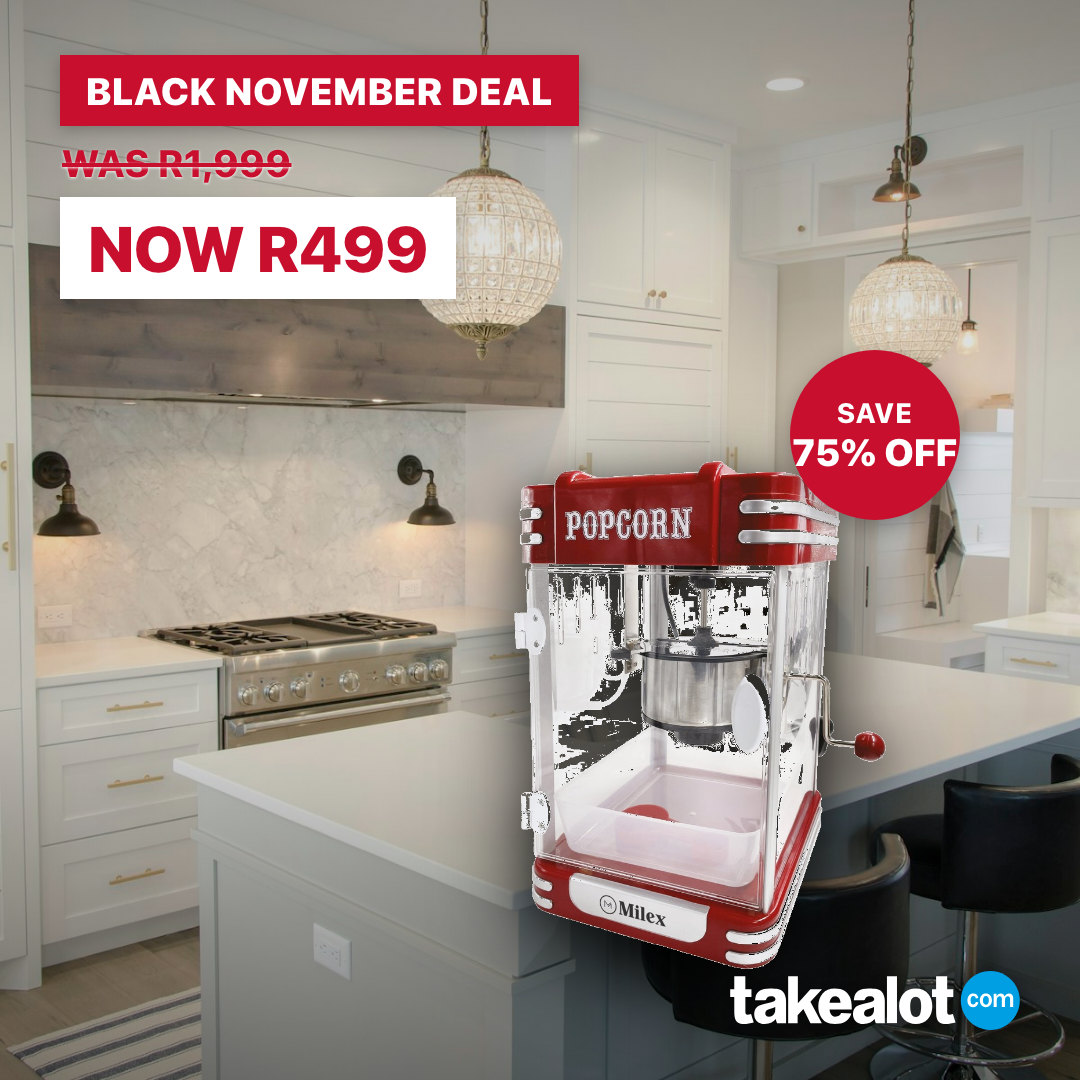 BLACK NOVEMBER DEAL
WAS R1,999
NOW R499
SAVE
75% OFF
POPCORN
Milex
takealot com